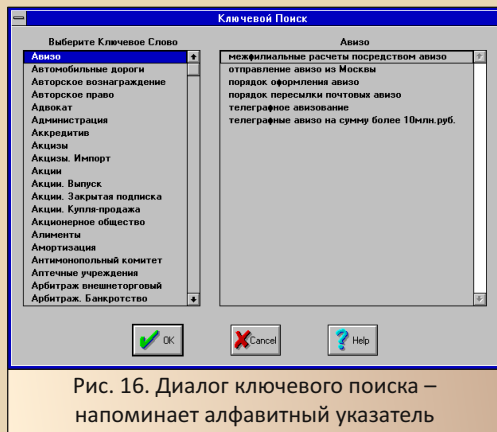 Ключевой Поиск
Выберите Ключевое Слово
Авизо
Автомобильные дороги
Авторское вознаграждение
Авторское право
Адвокат
Администрация
Аккредитив
Акцизы
Акцизы. Импорт
Акции
Акции. Выпуск
Акции. Закрытая подписка
Акции. Купля-продажа
Акционерное общество
Алименты
Амортизация
Антимонопольный комитет
Аптечные учреждения
Арбитраж внешнеторговый
Арбитраж. Банкротство
Авизо
межфилиальные расчеты посредством авизо
отправление авизо из Москвы
порядок оформления авизо
порядок пересылки почтовых авизо
телеграфное авизование
телеграфные авизо на сумму более 10млн.руб.
OK
Cancel
Help
Рис. 16. Диалог ключевого поиска –
напоминает алфавитный указатель